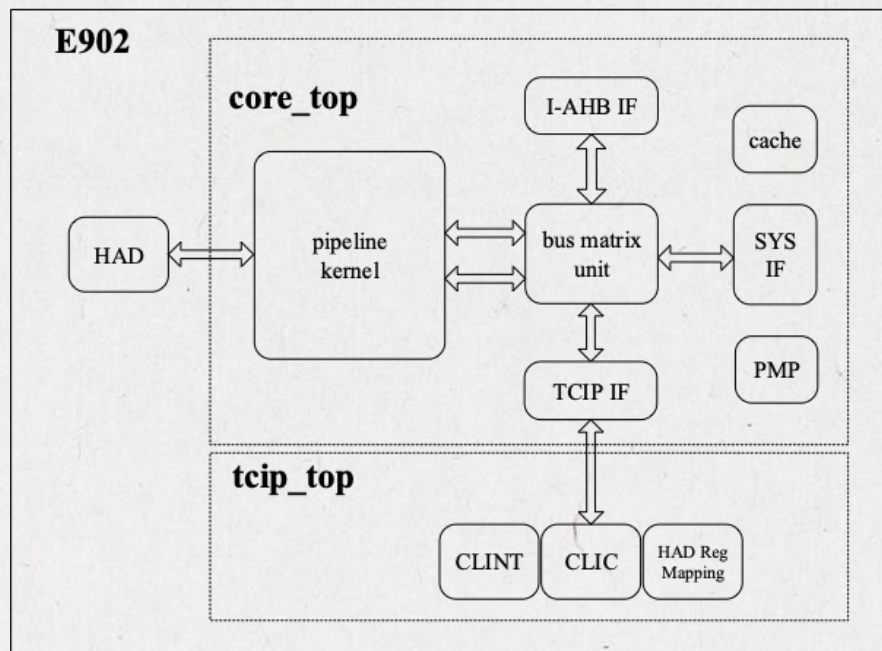 E902
core_top
I-AHB IF
cache
HAD
pipeline
kernel
bus matrix
unit
SYS
IF
TCIP IF
PMP
tcip_top
CLINT
CLIC
HAD Reg
Mapping